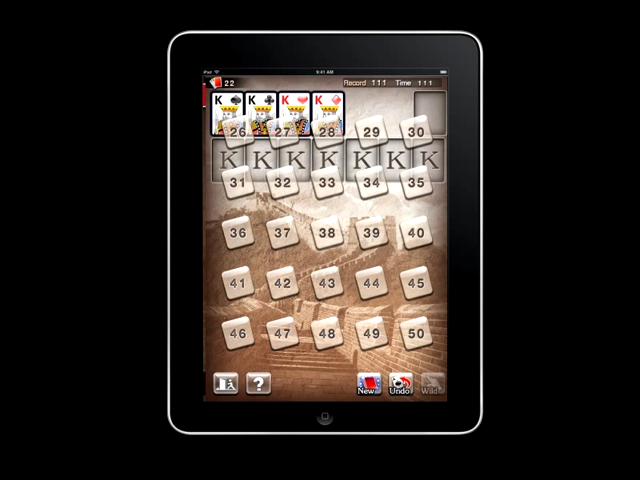 iPad 9:41 AM
22 Record 111 Time 111
K K K K
26 27 28 29 30
K K K K K K K
31 32 33 34 35
36 37 38 39 40
41 42 43 44 45
46 47 48 49 50
? New Undo Wild